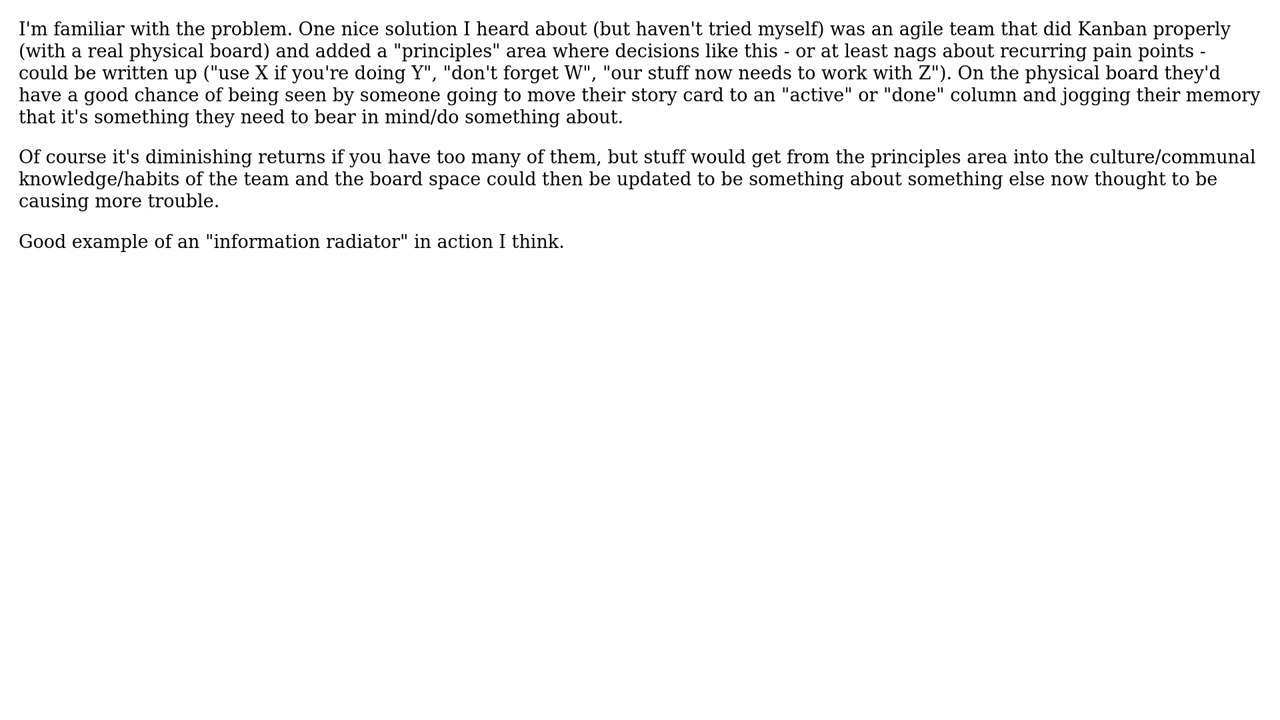 I'm familiar with the problem. One nice solution I heard about (but haven't tried myself) was an agile team that did Kanban properly
(with a real physical board) and added a "principles" area where decisions like this - or at least nags about recurring pain points -
could be written up ("use X if you're doing Y", "don't forget W", "our stuff now needs to work with Z"). On the physical board they'd
have a good chance of being seen by someone going to move their story card to an "active" or "done" column and jogging their memory
that it's something they need to bear in mind/do something about.
Of course it's diminishing returns if you have too many of them, but stuff would get from the principles area into the culture/communal
knowledge/habits of the team and the board space could then be updated to be something about something else now thought to be
causing more trouble.
Good example of an "information radiator" in action I think.